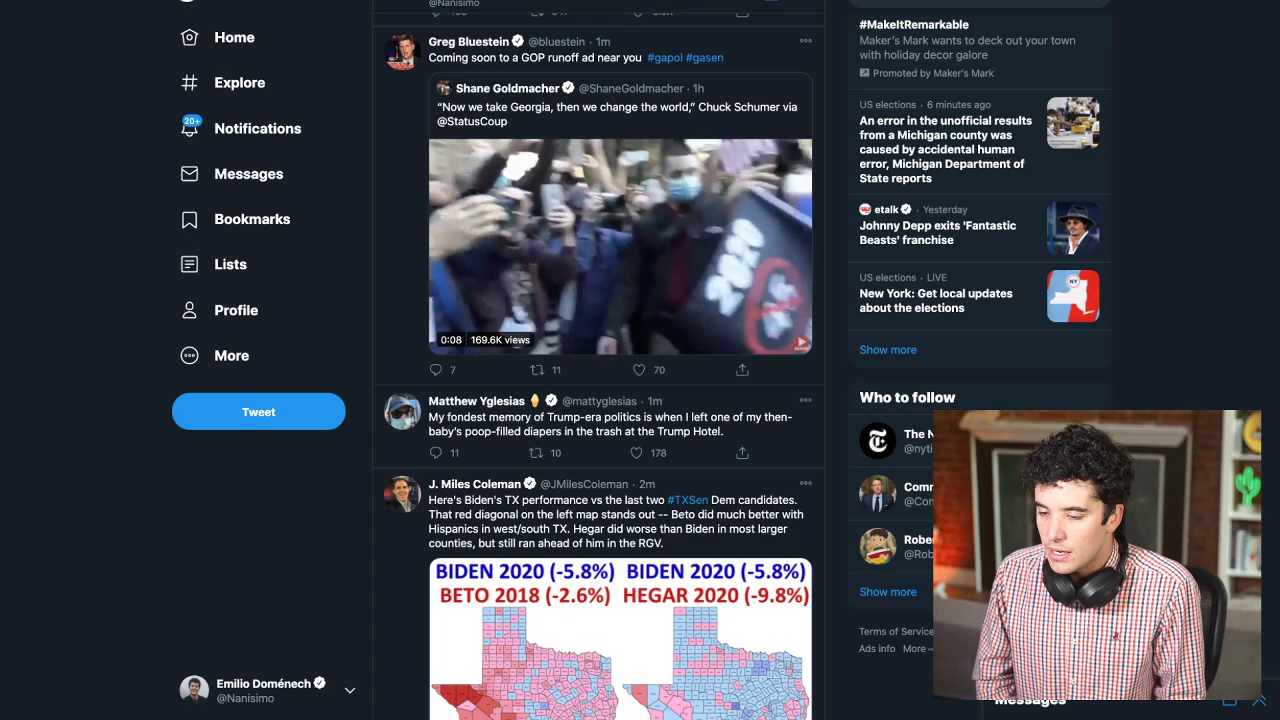 @Nanisimo
Home
Explore
20+
Notifications
Messages
Bookmarks
Lists
Profile
More
Tweet
Emilio Doménech
@Nanisimo
Greg Bluestein @bluestein · 1m
Coming soon to a GOP runoff ad near you #gapol #gasen
Shane Goldmacher @ShaneGoldmacher · 1h
“Now we take Georgia, then we change the world,” Chuck Schumer via
@StatusCoup
2020
0:08 169.6K views
7 11 70
Matthew Yglesias @mattyglesias · 1m
My fondest memory of Trump-era politics is when I left one of my then-
baby's poop-filled diapers in the trash at the Trump Hotel.
11 10 178
J. Miles Coleman @JMilesColeman · 2m
Here's Biden's TX performance vs the last two #TXSen Dem candidates.
That red diagonal on the left map stands out -- Beto did much better with
Hispanics in west/south TX. Hegar did worse than Biden in most larger
counties, but still ran ahead of him in the RGV.
BIDEN 2020 (-5.8%) BIDEN 2020 (-5.8%)
BETO 2018 (-2.6%) HEGAR 2020 (-9.8%)
#MakeItRemarkable
Maker's Mark wants to deck out your town
with holiday decor galore
Promoted by Maker's Mark
US elections · 6 minutes ago
An error in the unofficial results
from a Michigan county was
caused by accidental human
error, Michigan Department of
State reports
etalk · Yesterday
Johnny Depp exits 'Fantastic
Beasts' franchise
US elections · LIVE
New York: Get local updates
about the elections
NY
Show more
Who to follow
The N
@nyti
Com
@Con
Rober
@Rob
Show more
Terms of Service
Ads info More
Messages